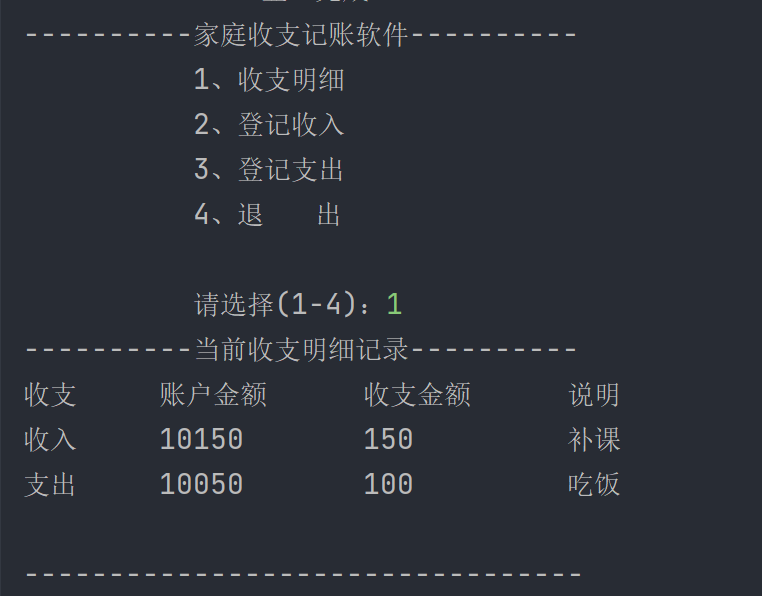 ----------家庭收支记账软件----------
1、收支明细
2、登记收入
3、登记支出
4、退    出
请选择(1-4)：1
----------当前收支明细记录----------
收支 账户金额 收支金额 说明
收入 10150 150 补课
支出 10050 100 吃饭
---------------------------------